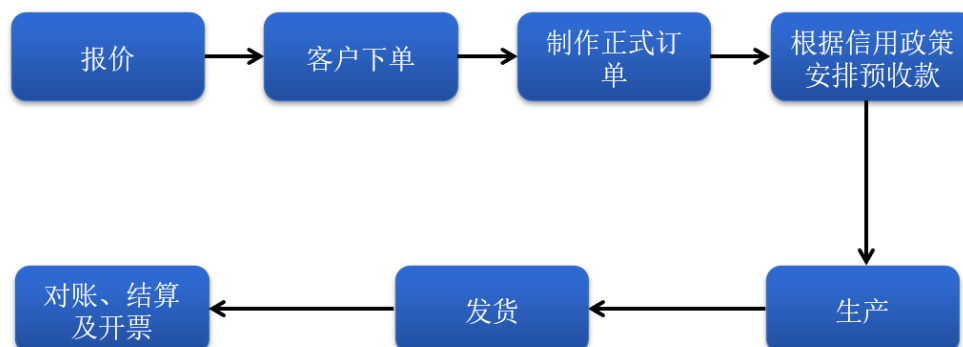 报价
客户下单
制作正式订
单
根据信用政策
安排预收款
对账、结算
及开票
发货
生产